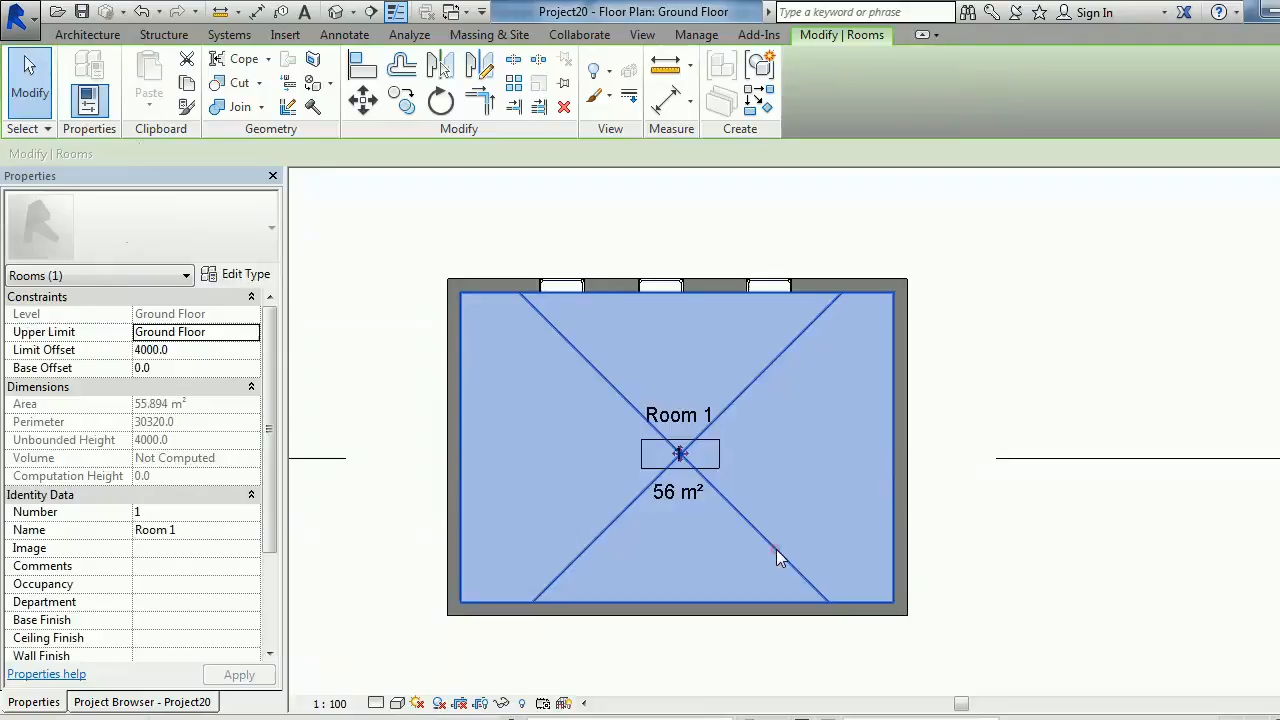 Project20 - Floor Plan: Ground Floor
Type a keyword or phrase
Sign In
Architecture Structure Systems Insert Annotate Analyze Massing & Site Collaborate View Manage Add-Ins Modify | Rooms
Modify
Paste
Cope
Cut
Join
Select Properties Clipboard Geometry Modify View Measure Create
Modify | Rooms
Properties
Rooms (1)
Edit Type
Constraints
Level Ground Floor
Upper Limit Ground Floor
Limit Offset 4000.0
Base Offset 0.0
Dimensions
Area 55.894 m²
Perimeter 30320.0
Unbounded Height 4000.0
Volume Not Computed
Computation Height 0.0
Identity Data
Number 1
Name Room 1
Image
Comments
Occupancy
Department
Base Finish
Ceiling Finish
Wall Finish
Properties help
Apply
Properties
Project Browser - Project20
Room 1
1
56 m²
1 : 100